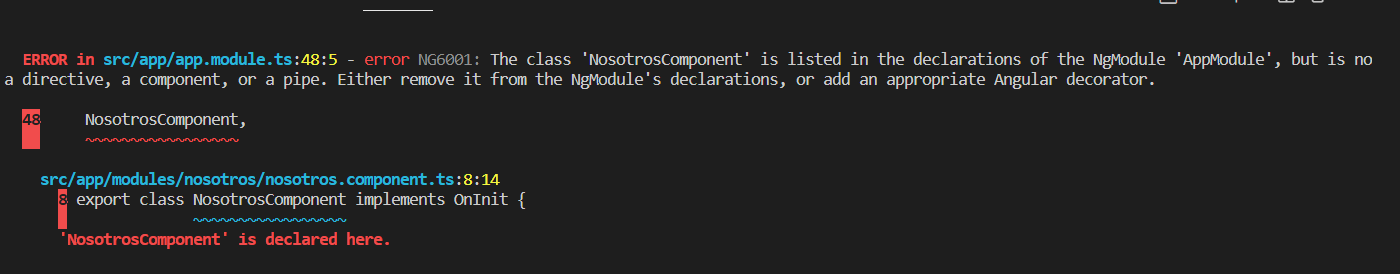 ERROR in src/app/app.module.ts:48:5 - error NG6001: The class 'NosotrosComponent' is listed in the declarations of the NgModule 'AppModule', but is no
a directive, a component, or a pipe. Either remove it from the NgModule's declarations, or add an appropriate Angular decorator.
48 NosotrosComponent,
~~~~~~~~~~~~~~~~~
src/app/modules/nosotros/nosotros.component.ts:8:14
8 export class NosotrosComponent implements OnInit {
~~~~~~~~~~~~~~~~~
'NosotrosComponent' is declared here.